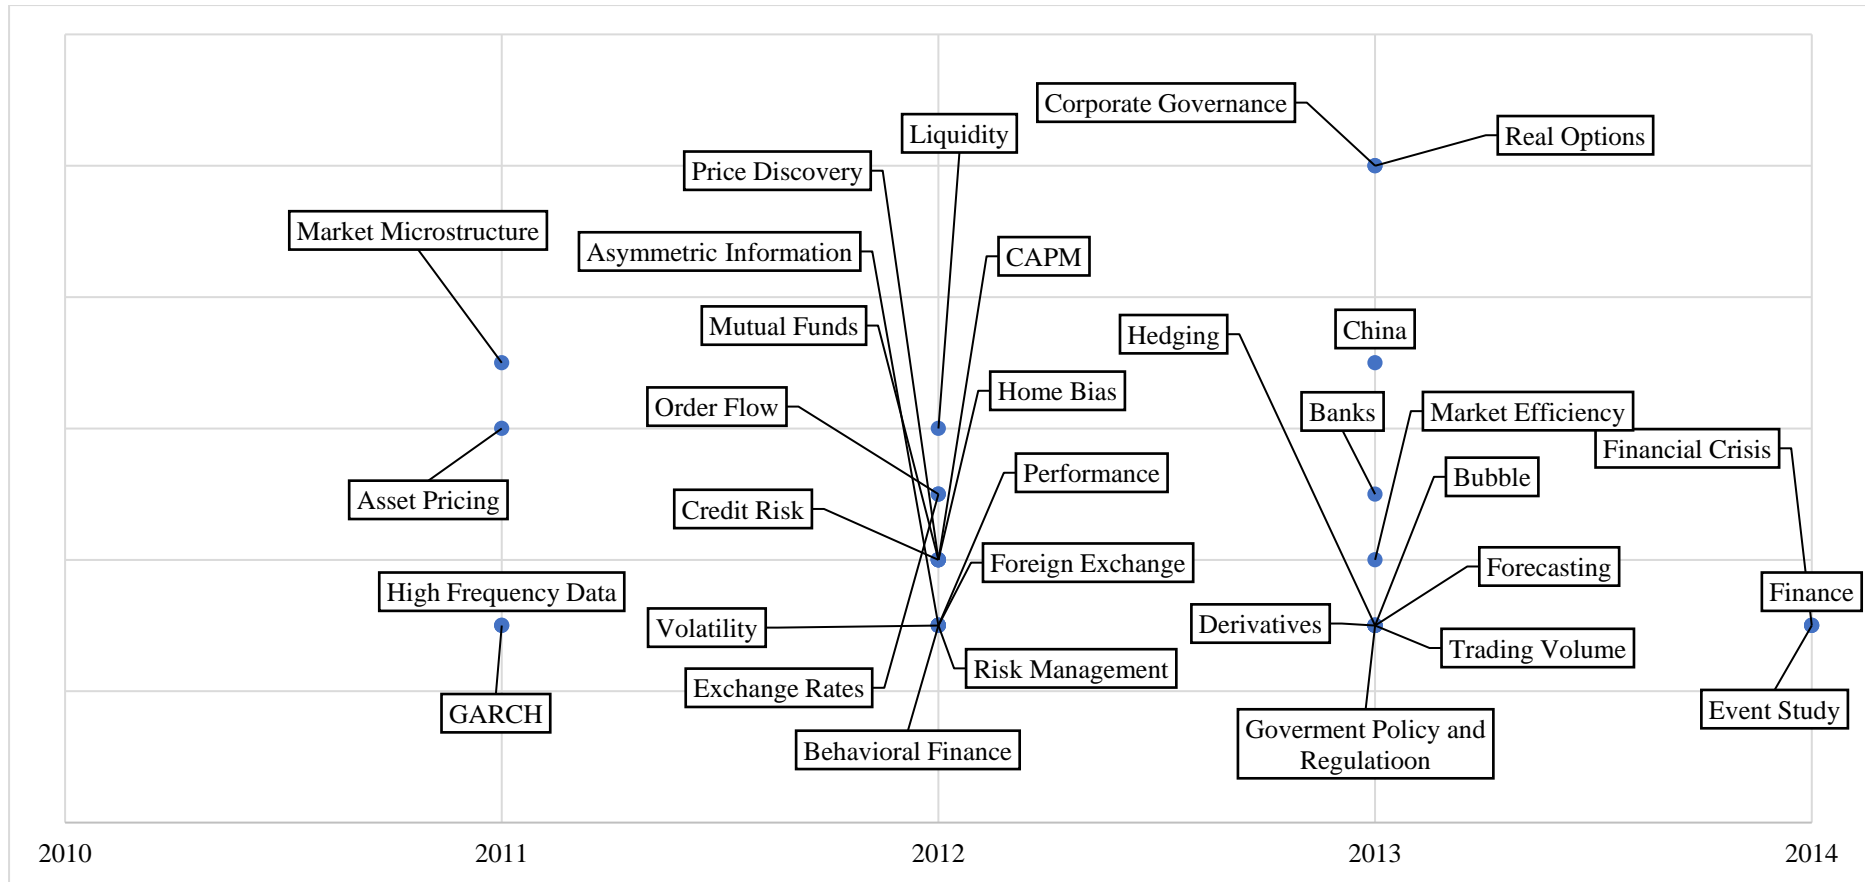 Corporate Governance
Real Options
Liquidity
Price Discovery
Market Microstructure
Asymmetric Information
CAPM
Mutual Funds
Hedging
China
Home Bias
Order Flow
Banks
Market Efficiency
Financial Crisis
Performance
Bubble
Asset Pricing
Credit Risk
Foreign Exchange
Forecasting
High Frequency Data
Finance
Volatility
Derivatives
Trading Volume
Risk Management
Exchange Rates
GARCH
Event Study
Behavioral Finance
Goverment Policy and
Regulatioon
2010
2011
2012
2013
2014